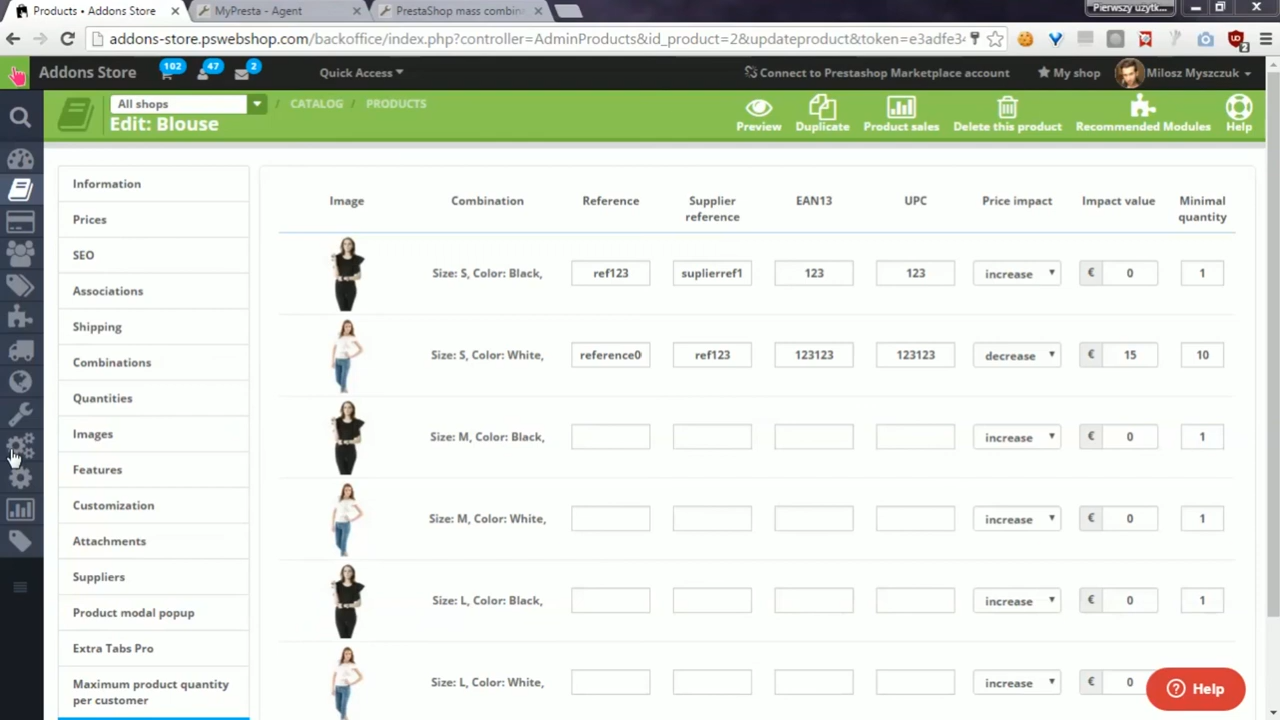 Products • Addons Store
MyPresta - Agent
PrestaShop mass combin
Pierwszy użytk...
addons-store.pswebshop.com/backoffice/index.php?controller=AdminProducts&id_product=2&updateproduct&token=e3adfe3
2
Addons Store
102
47
2
Quick Access
Connect to Prestashop Marketplace account
My shop
Milosz Myszczuk
All shops
CATALOG / PRODUCTS
Edit: Blouse
Preview
Duplicate
Product sales
Delete this product
Recommended Modules
Help
Information
Prices
SEO
Associations
Shipping
Combinations
Quantities
Images
Features
Customization
Attachments
Suppliers
Product modal popup
Extra Tabs Pro
Maximum product quantity
per customer
Image Combination Reference Supplier reference EAN13 UPC Price impact Impact value Minimal quantity
Size: S, Color: Black, ref123 suplierref1 123 123 increase € 0 1
Size: S, Color: White, reference0 ref123 123123 123123 decrease € 15 10
Size: M, Color: Black, increase € 0 1
Size: M, Color: White, increase € 0 1
Size: L, Color: Black, increase € 0 1
Size: L, Color: White, increase € 0
Help